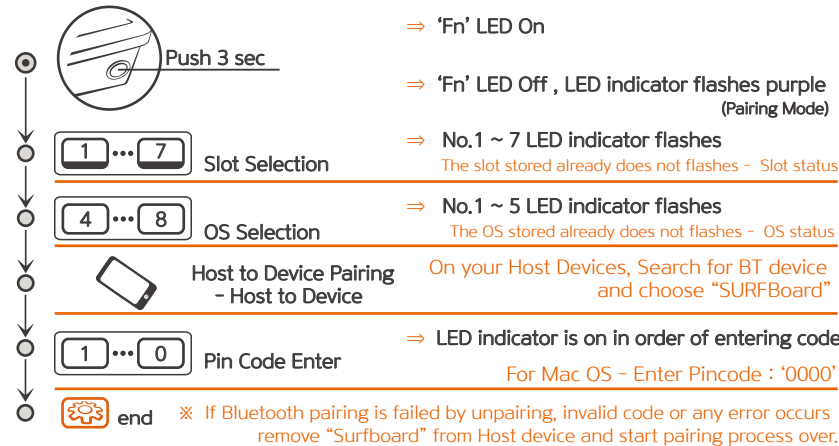 ⇒ ‘Fn’ LED On
Push 3 sec
⇒ ‘Fn’ LED Off , LED indicator flashes purple
(Pairing Mode)
1 ••• 7 Slot Selection ⇒ No.1 ~ 7 LED indicator flashes
The slot stored already does not flashes - Slot status
4 ••• 8 OS Selection ⇒ No.1 ~ 5 LED indicator flashes
The OS stored already does not flashes - OS status
Host to Device Pairing
- Host to Device
On your Host Devices, Search for BT device
and choose “SURFBoard”
1 ••• 0 Pin Code Enter ⇒ LED indicator is on in order of entering code
For Mac OS - Enter Pincode : ‘0000’
end ※ If Bluetooth pairing is failed by unpairing, invalid code or any error occurs
remove “Surfboard” from Host device and start pairing process over.